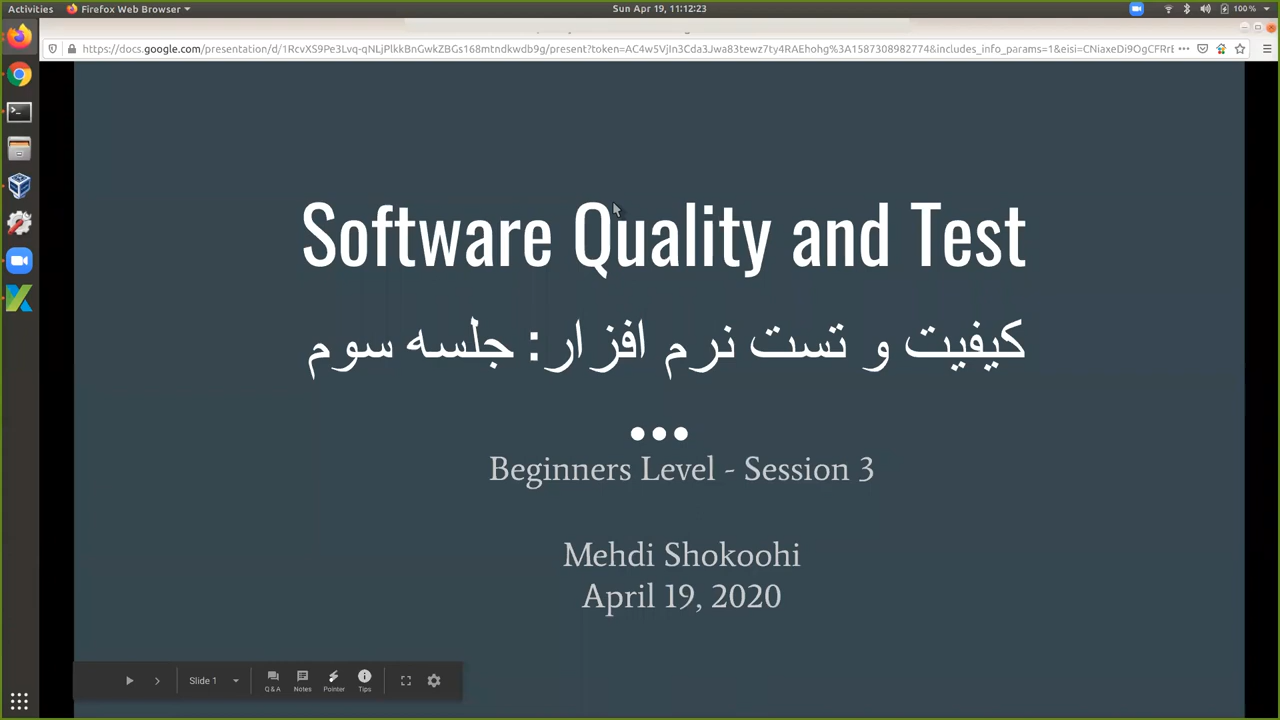 Activities Firefox Web Browser Sun Apr 19, 11:12:23 100 %
Software Quality and Test
کیفیت و تست نرم افزار: جلسه سوم
Beginners Level - Session 3
Mehdi Shokoohi
April 19, 2020
Slide 1 Q & A Notes Pointer Tips